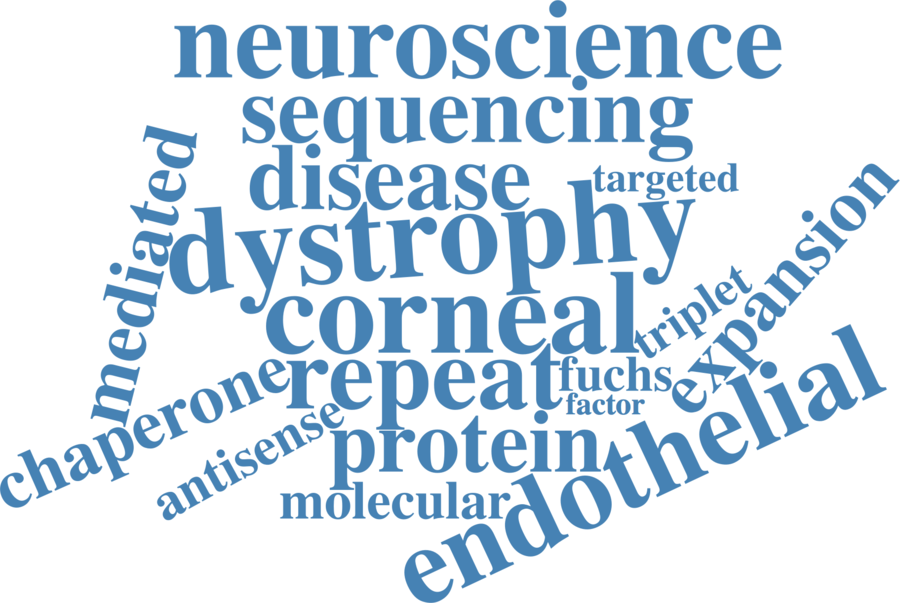 neuroscience
sequencing
disease
targeted
mediated
dystrophy
expansion
corneal
triplet
repeat
fuchs
factor
chaperone
antisense
protein
endothelial
molecular